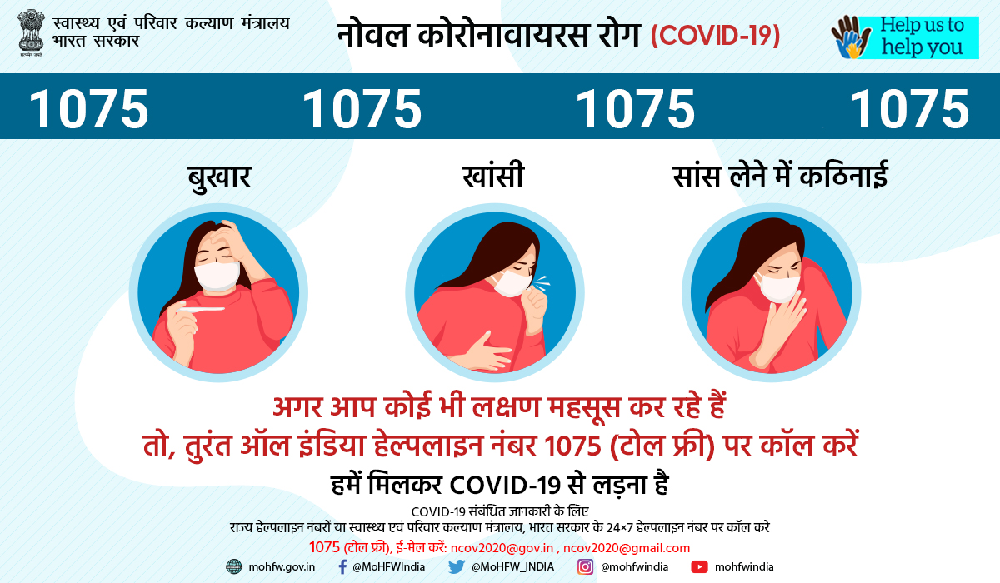 स्वास्थ्य एवं परिवार कल्याण मंत्रालय
भारत सरकार
सत्यमेव जयते
नोवल कोरोनावायरस रोग (COVID-19)
Help us to
help you
1075 1075 1075 1075
बुखार खांसी सांस लेने में कठिनाई
अगर आप कोई भी लक्षण महसूस कर रहे हैं
तो, तुरंत ऑल इंडिया हेल्पलाइन नंबर 1075 (टोल फ्री) पर कॉल करें
हमें मिलकर COVID-19 से लड़ना है
COVID-19 संबंधित जानकारी के लिए
राज्य हेल्पलाइन नंबरों या स्वास्थ्य एवं परिवार कल्याण मंत्रालय, भारत सरकार के 24×7 हेल्पलाइन नंबर पर कॉल करे
1075 (टोल फ्री), ई-मेल करें: ncov2020@gov.in , ncov2020@gmail.com
mohfw.gov.in @MoHFWIndia @MoHFW_INDIA @mohfwindia mohfwindia